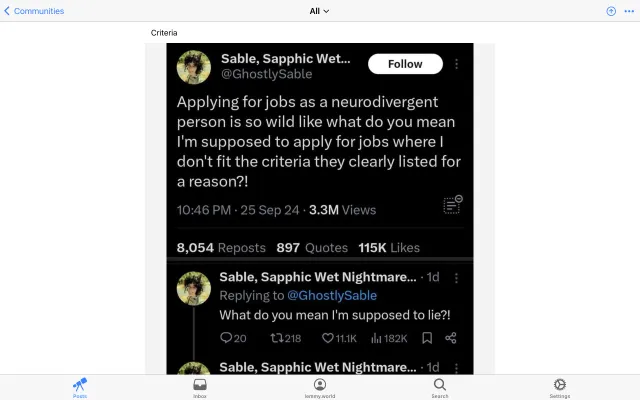 Communities
All
Criteria
Sable, Sapphic Wet...
@GhostlySable
Follow
Applying for jobs as a neurodivergent
person is so wild like what do you mean
I'm supposed to apply for jobs where I
don't fit the criteria they clearly listed for
a reason?!
10:46 PM · 25 Sep 24 · 3.3M Views
8,054 Reposts 897 Quotes 115K Likes
Sable, Sapphic Wet Nightmare... · 1d
Replying to @GhostlySable
What do you mean I'm supposed to lie?!
20 218 11.1K 182K
Sable, Sapphic Wet Nightmare... · 1d
Posts Inbox lemmy.world Search Settings